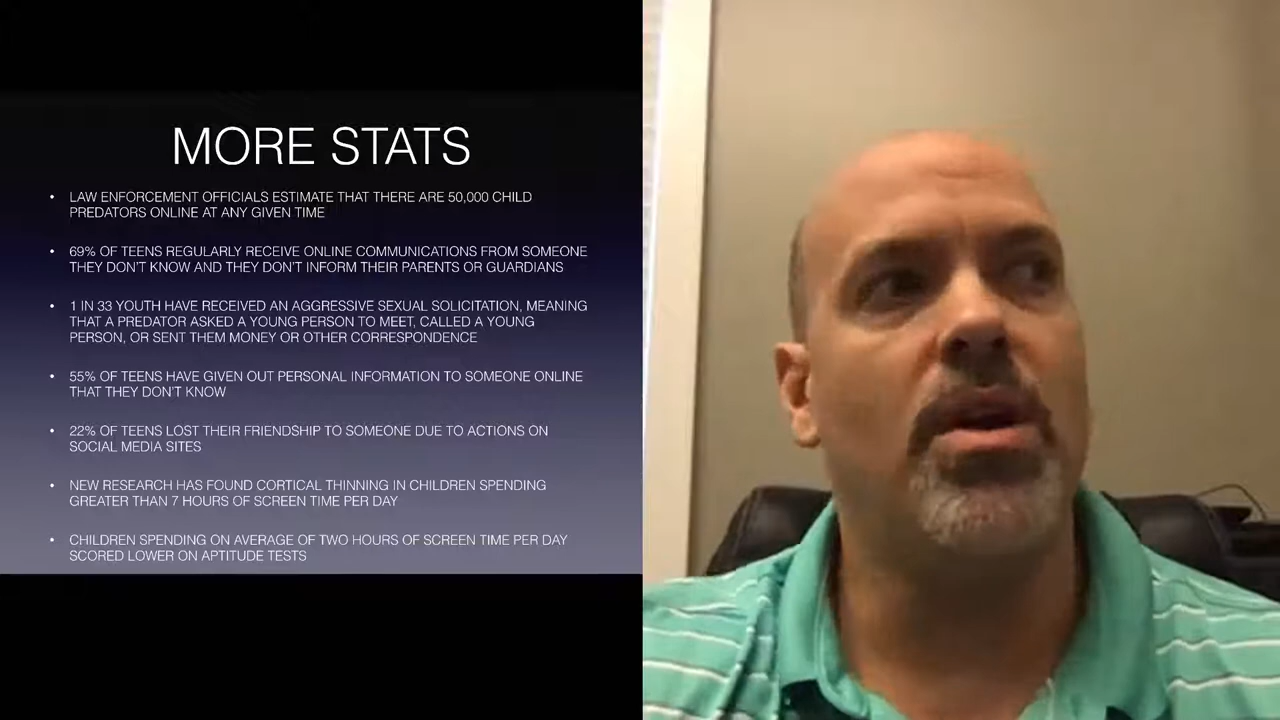 MORE STATS
• LAW ENFORCEMENT OFFICIALS ESTIMATE THAT THERE ARE 50,000 CHILD
PREDATORS ONLINE AT ANY GIVEN TIME
• 69% OF TEENS REGULARLY RECEIVE ONLINE COMMUNICATIONS FROM SOMEONE
THEY DON'T KNOW AND THEY DON'T INFORM THEIR PARENTS OR GUARDIANS
• 1 IN 33 YOUTH HAVE RECEIVED AN AGGRESSIVE SEXUAL SOLICITATION, MEANING
THAT A PREDATOR ASKED A YOUNG PERSON TO MEET, CALLED A YOUNG
PERSON, OR SENT THEM MONEY OR OTHER CORRESPONDENCE
• 55% OF TEENS HAVE GIVEN OUT PERSONAL INFORMATION TO SOMEONE ONLINE
THAT THEY DON'T KNOW
• 22% OF TEENS LOST THEIR FRIENDSHIP TO SOMEONE DUE TO ACTIONS ON
SOCIAL MEDIA SITES
• NEW RESEARCH HAS FOUND CORTICAL THINNING IN CHILDREN SPENDING
GREATER THAN 7 HOURS OF SCREEN TIME PER DAY
• CHILDREN SPENDING ON AVERAGE OF TWO HOURS OF SCREEN TIME PER DAY
SCORED LOWER ON APTITUDE TESTS